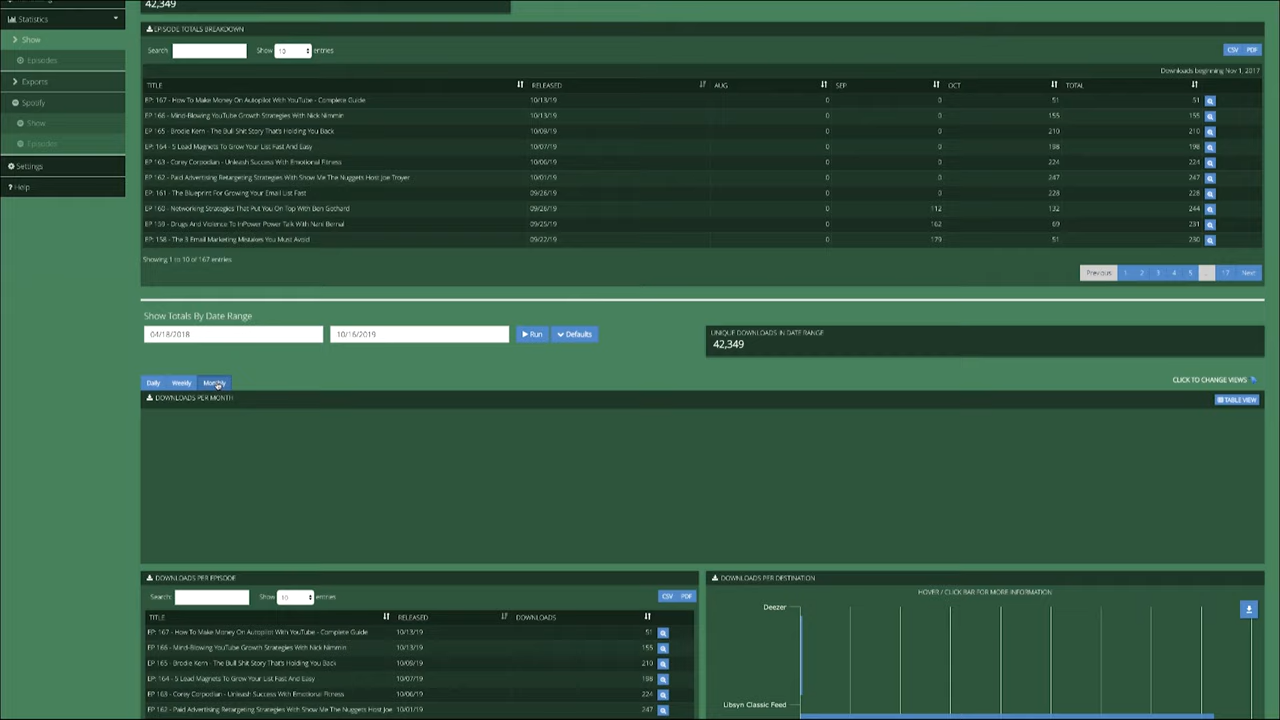 42,349
Statistics
Show
Episodes
Exports
Spotify
Show
Episodes
Settings
? Help
EPISODE TOTALS BREAKDOWN
Search: Show 10 entries CSV PDF
Downloads beginning Nov 1, 2017
TITLE RELEASED AUG SEP OCT TOTAL
EP: 167 - How To Make Money On Autopilot With YouTube - Complete Guide 10/13/19 0 0 51 51
EP 166 - Mind-Blowing YouTube Growth Strategies With Nick Nimmin 10/13/19 0 0 155 155
EP 165 - Brodie Kern - The Bull Shit Story That's Holding You Back 10/09/19 0 0 210 210
EP: 164 - 5 Lead Magnets To Grow Your List Fast And Easy 10/07/19 0 0 198 198
EP 163 - Corey Corpodian - Unleash Success With Emotional Fitness 10/06/19 0 0 224 224
EP 162 - Paid Advertising Retargeting Strategies With Show Me The Nuggets Host Joe Troyer 10/01/19 0 0 247 247
EP: 161 - The Blueprint For Growing Your Email List Fast 09/28/19 0 0 228 228
EP 160 - Networking Strategies That Put You On Top With Ben Gothard 09/26/19 0 112 132 244
EP 159 - Drugs And Violence To InPower Power Talk With Nani Bernal 09/25/19 0 162 69 231
EP: 158 - The 3 Email Marketing Mistakes You Must Avoid 09/22/19 0 179 51 230
Showing 1 to 10 of 167 entries
Previous 1 2 3 4 5 ... 17 Next
Show Totals By Date Range
04/18/2018 10/16/2019 Run Defaults
UNIQUE DOWNLOADS IN DATE RANGE
42,349
Daily Weekly Monthly CLICK TO CHANGE VIEWS
DOWNLOADS PER MONTH TABLE VIEW
DOWNLOADS PER EPISODE
Search: Show 10 entries CSV PDF
TITLE RELEASED DOWNLOADS
EP: 167 - How To Make Money On Autopilot With YouTube - Complete Guide 10/13/19 51
EP 166 - Mind-Blowing YouTube Growth Strategies With Nick Nimmin 10/13/19 155
EP 165 - Brodie Kern - The Bull Shit Story That's Holding You Back 10/09/19 210
EP: 164 - 5 Lead Magnets To Grow Your List Fast And Easy 10/07/19 198
EP 163 - Corey Corpodian - Unleash Success With Emotional Fitness 10/06/19 224
EP 162 - Paid Advertising Retargeting Strategies With Show Me The Nuggets Host Joe 10/01/19 247
DOWNLOADS PER DESTINATION
HOVER / CLICK BAR FOR MORE INFORMATION
Deezer
Libsyn Classic Feed